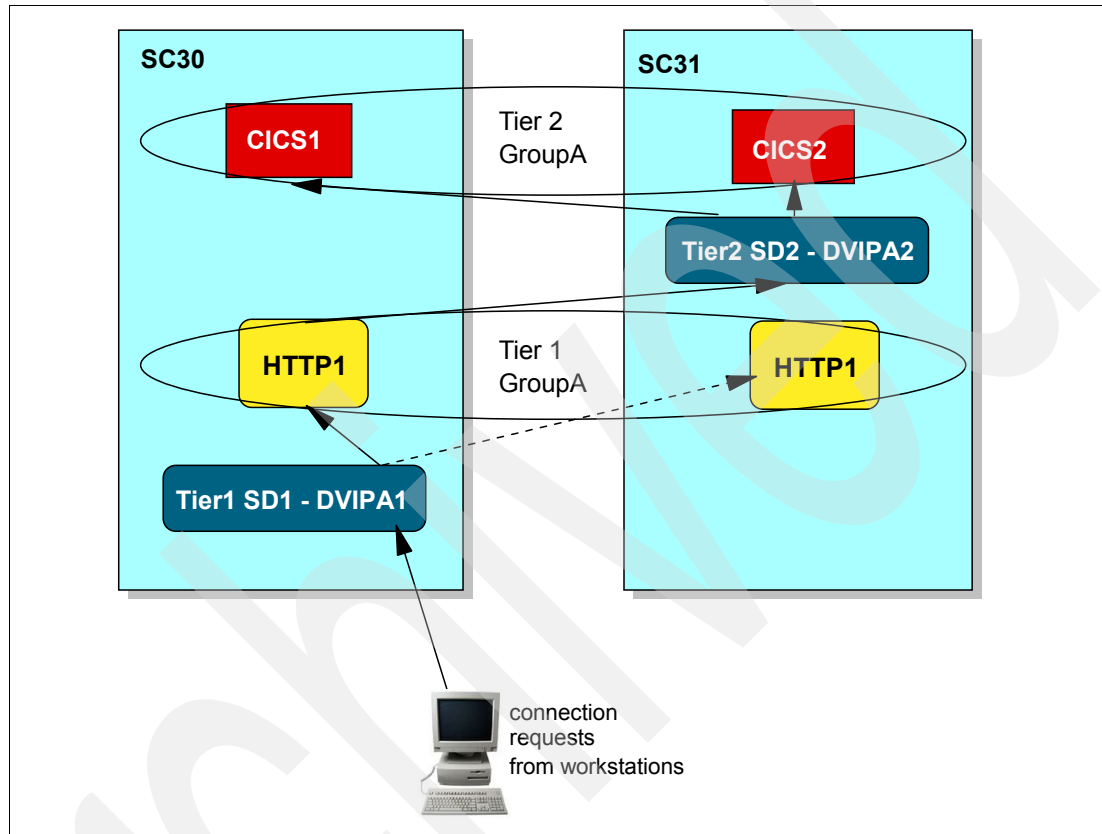 SC30
SC31
Tier 2
GroupA
CICS1
CICS2
Tier2 SD2 - DVIPA2
Tier 1
GroupA
HTTP1
HTTP1
Tier1 SD1 - DVIPA1
connection
requests
from workstations